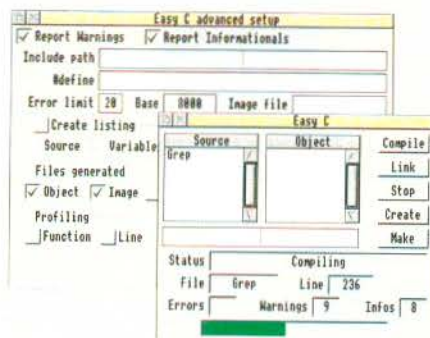 Easy C advanced setup
Report Warnings Report Informationals
Include path
#define
Error limit 20 Base 8000 Image file
Create listing
Source Variable
Files generated
Object Image
Profiling
Function Line
Easy C
Source Object
Grep
Compile
Link
Stop
Create
Make
Status Compiling
File Grep Line 236
Errors Warnings 9 Infos 8